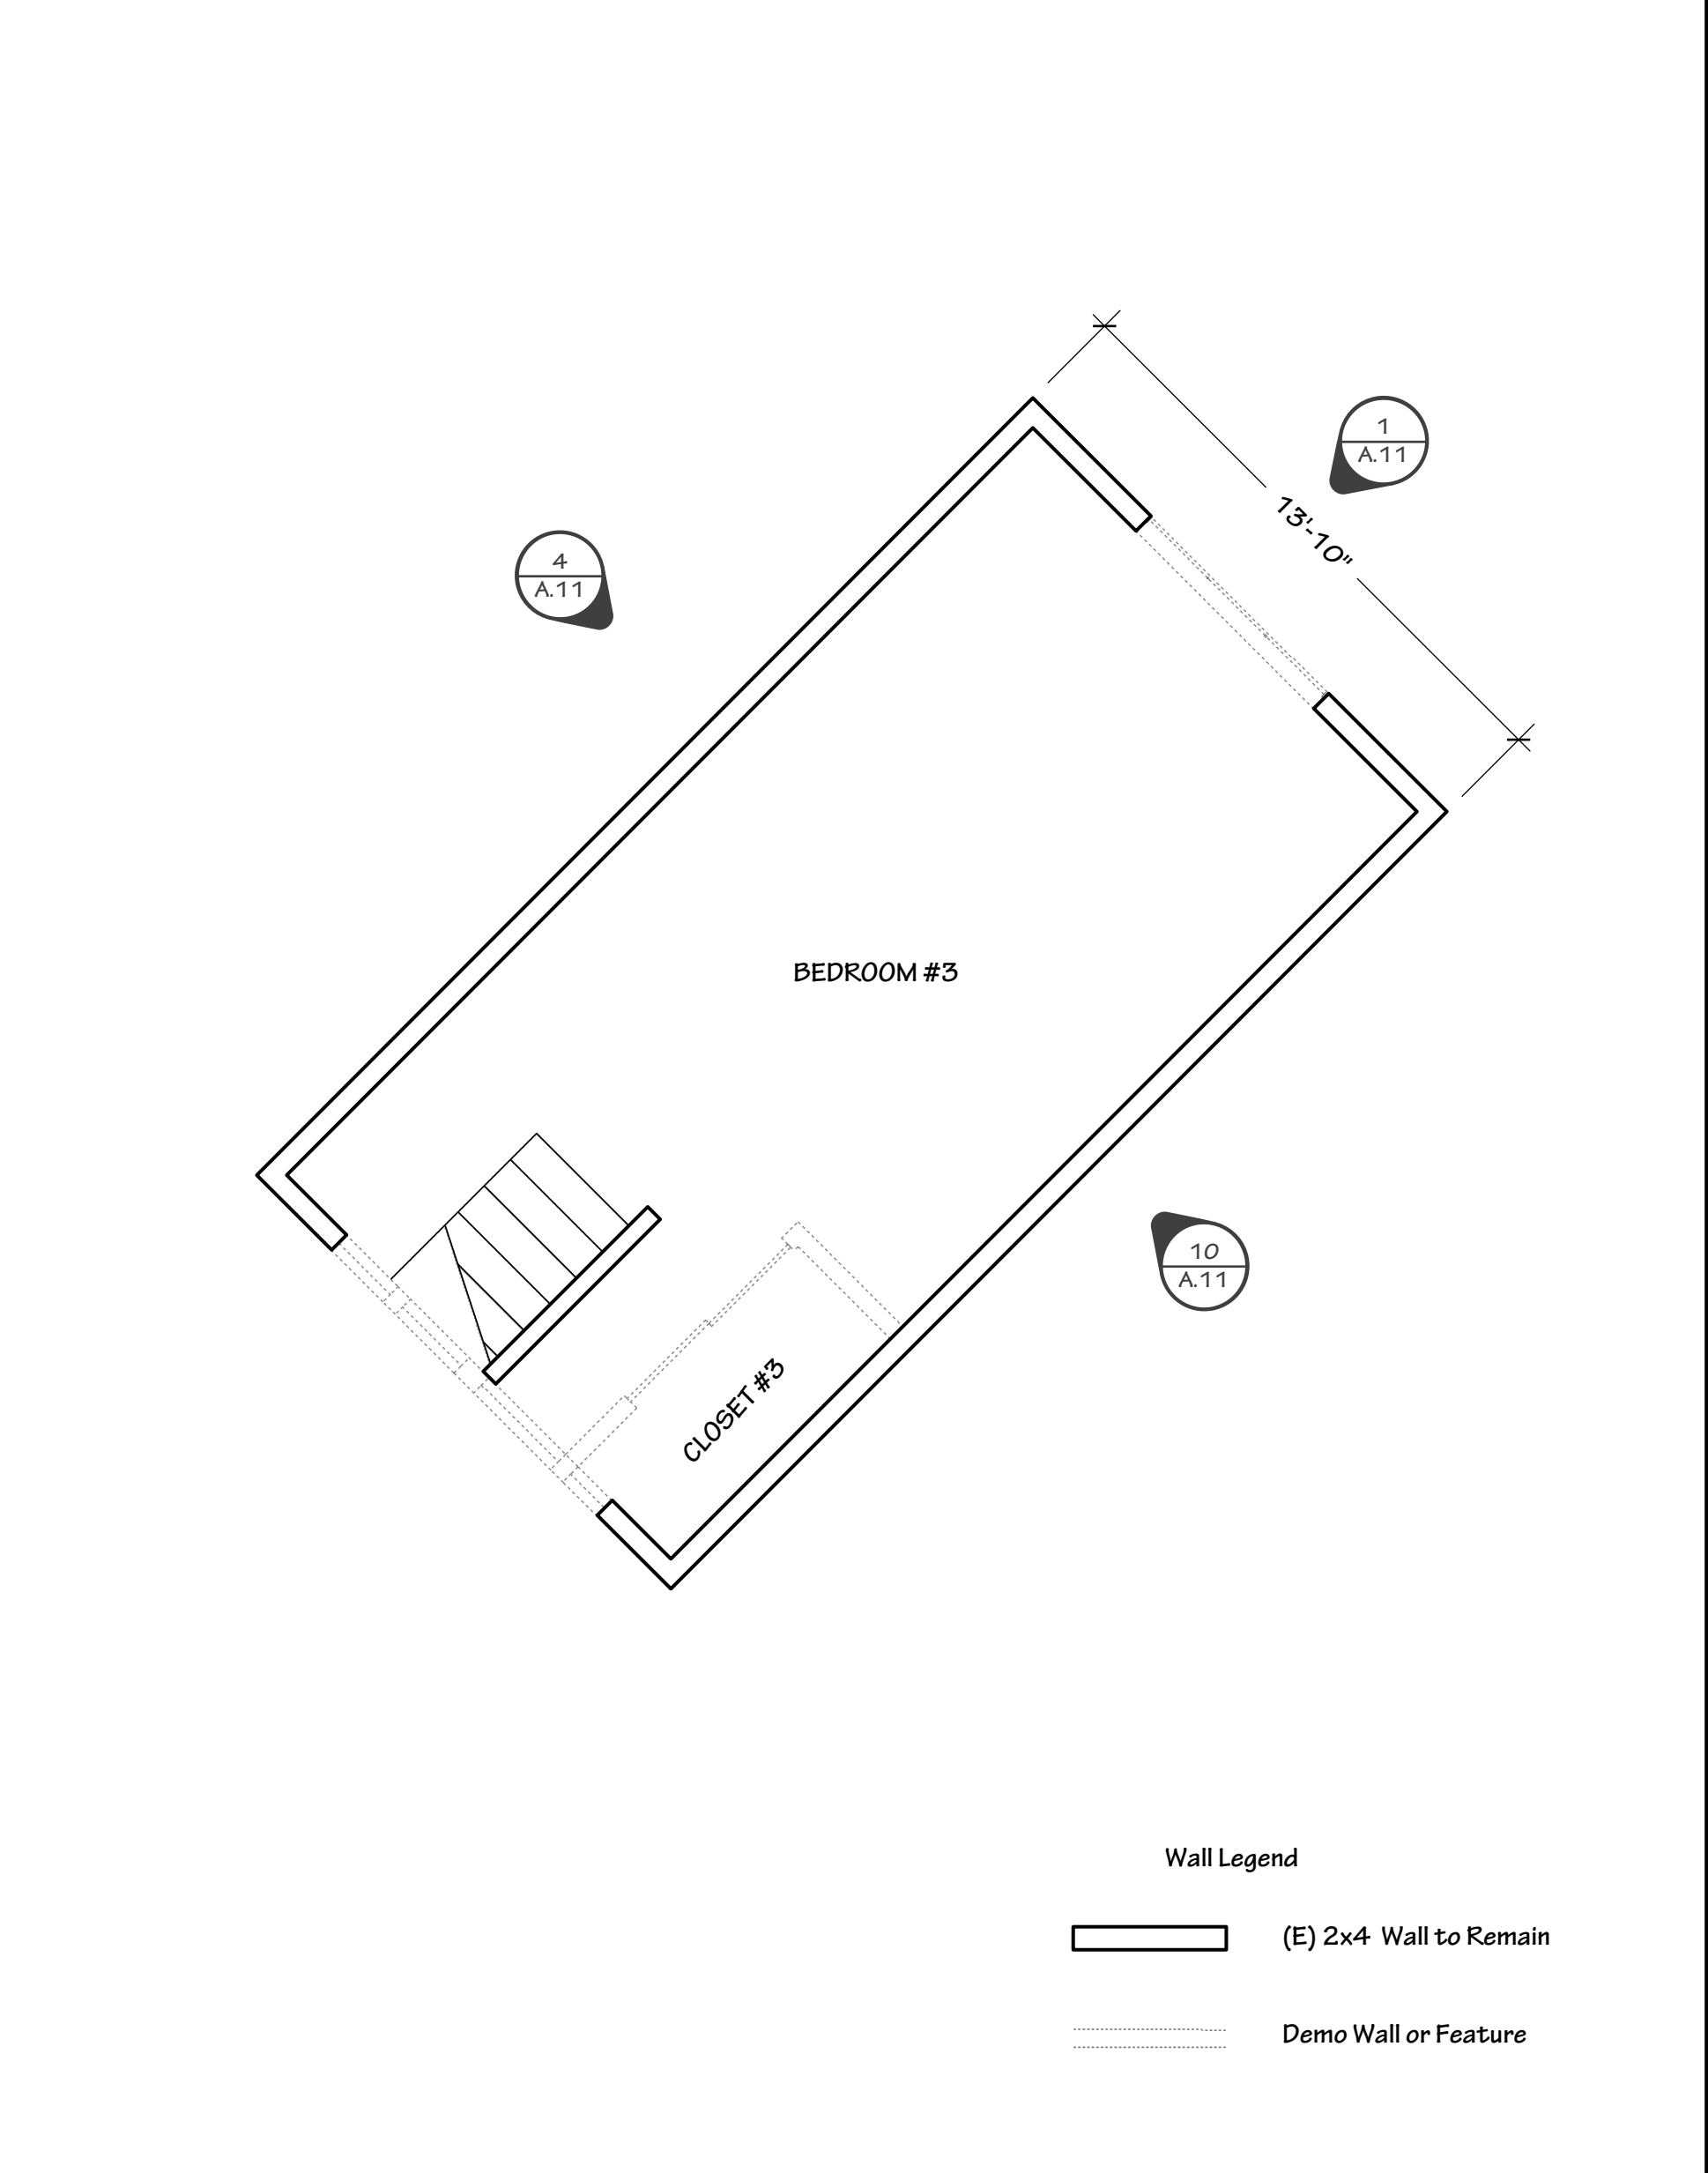 1
A.11
13'-10"
4
A.11
BEDROOM #3
10
A.11
CLOSET #3
Wall Legend
(E) 2x4 Wall to Remain
Demo Wall or Feature